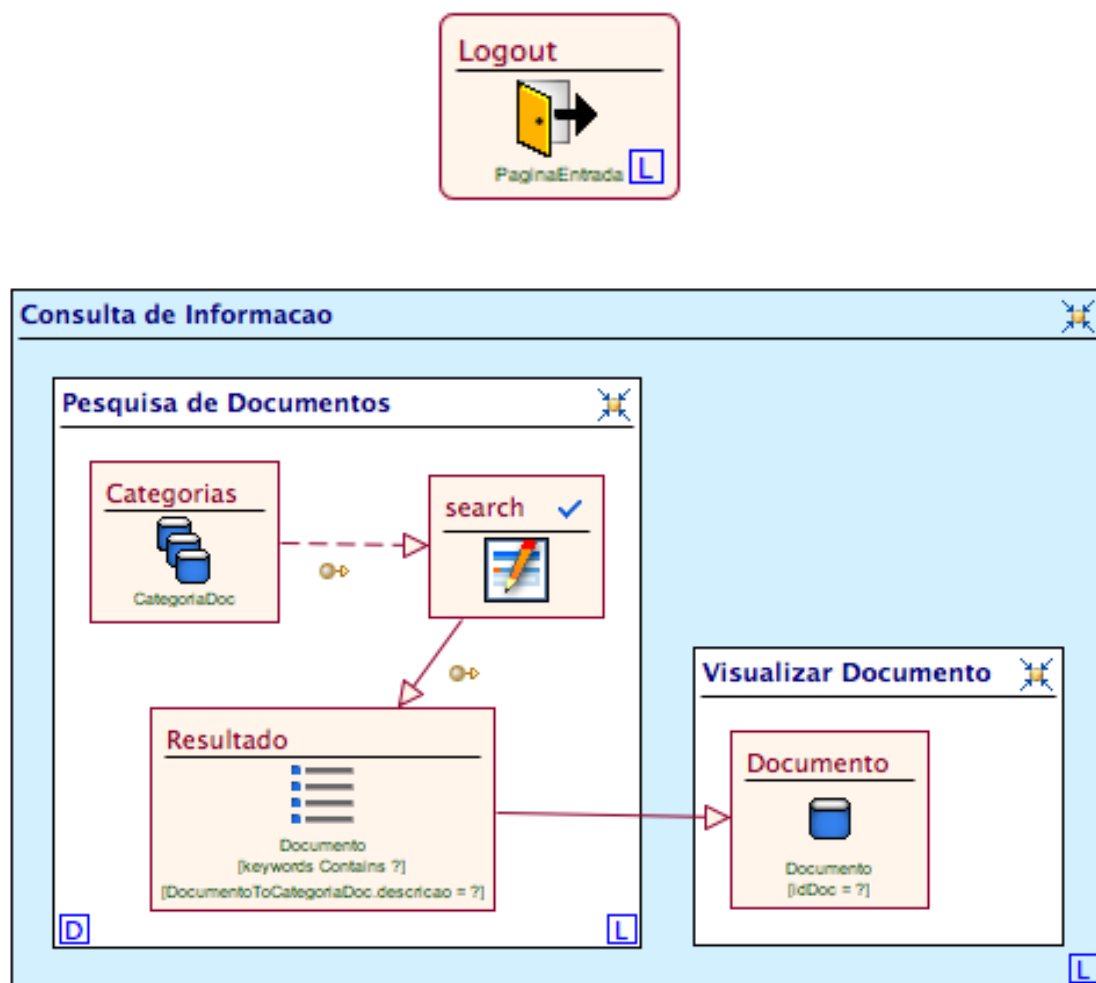 Logout
PaginaEntrada
L
Consulta de Informacao
Pesquisa de Documentos
Categorias
CategoriaDoc
search
Resultado
Documento
[keywords Contains ?]
[DocumentoToCategoriaDoc.descricao = ?]
D
L
Visualizar Documento
Documento
Documento
[idDoc = ?]
L